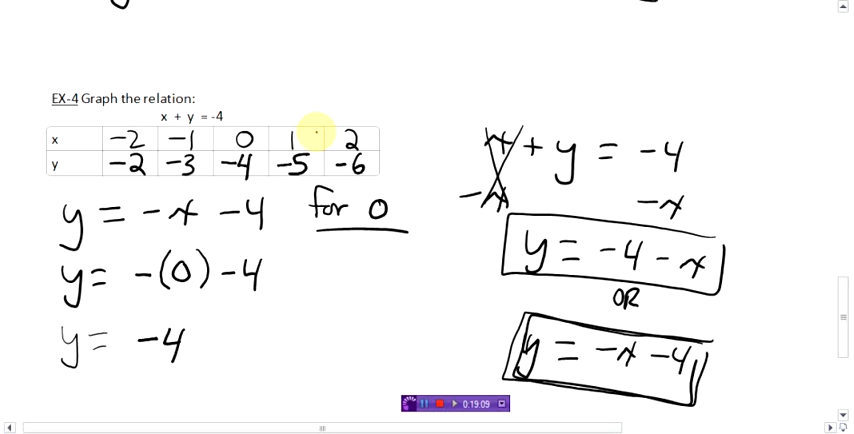 EX-4 Graph the relation:
x + y = -4
x -2 -1 0 1 2
y -2 -3 -4 -5 -6
y = -x -4 for 0
y = -(0) -4
y = -4
x + y = -4
-x -x
y = -4 - x
OR
y = -x -4
0:19:09